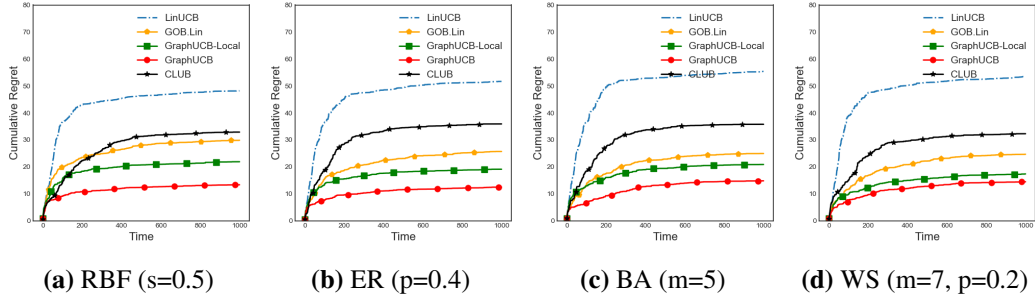 80
70
60
50
40
30
20
10
0
Cumulative Regret
LinUCB
GOB.Lin
GraphUCB-Local
GraphUCB
CLUB
0 200 400 600 800 1000
Time
(a) RBF (s=0.5)
80
70
60
50
40
30
20
10
0
Cumulative Regret
LinUCB
GOB.Lin
GraphUCB-Local
GraphUCB
CLUB
0 200 400 600 800 1000
Time
(b) ER (p=0.4)
80
70
60
50
40
30
20
10
0
Cumulative Regret
LinUCB
GOB.Lin
GraphUCB-Local
GraphUCB
CLUB
0 200 400 600 800 1000
Time
(c) BA (m=5)
80
70
60
50
40
30
20
10
0
Cumulative Regret
LinUCB
GOB.Lin
GraphUCB-Local
GraphUCB
CLUB
0 200 400 600 800 1000
Time
(d) WS (m=7, p=0.2)